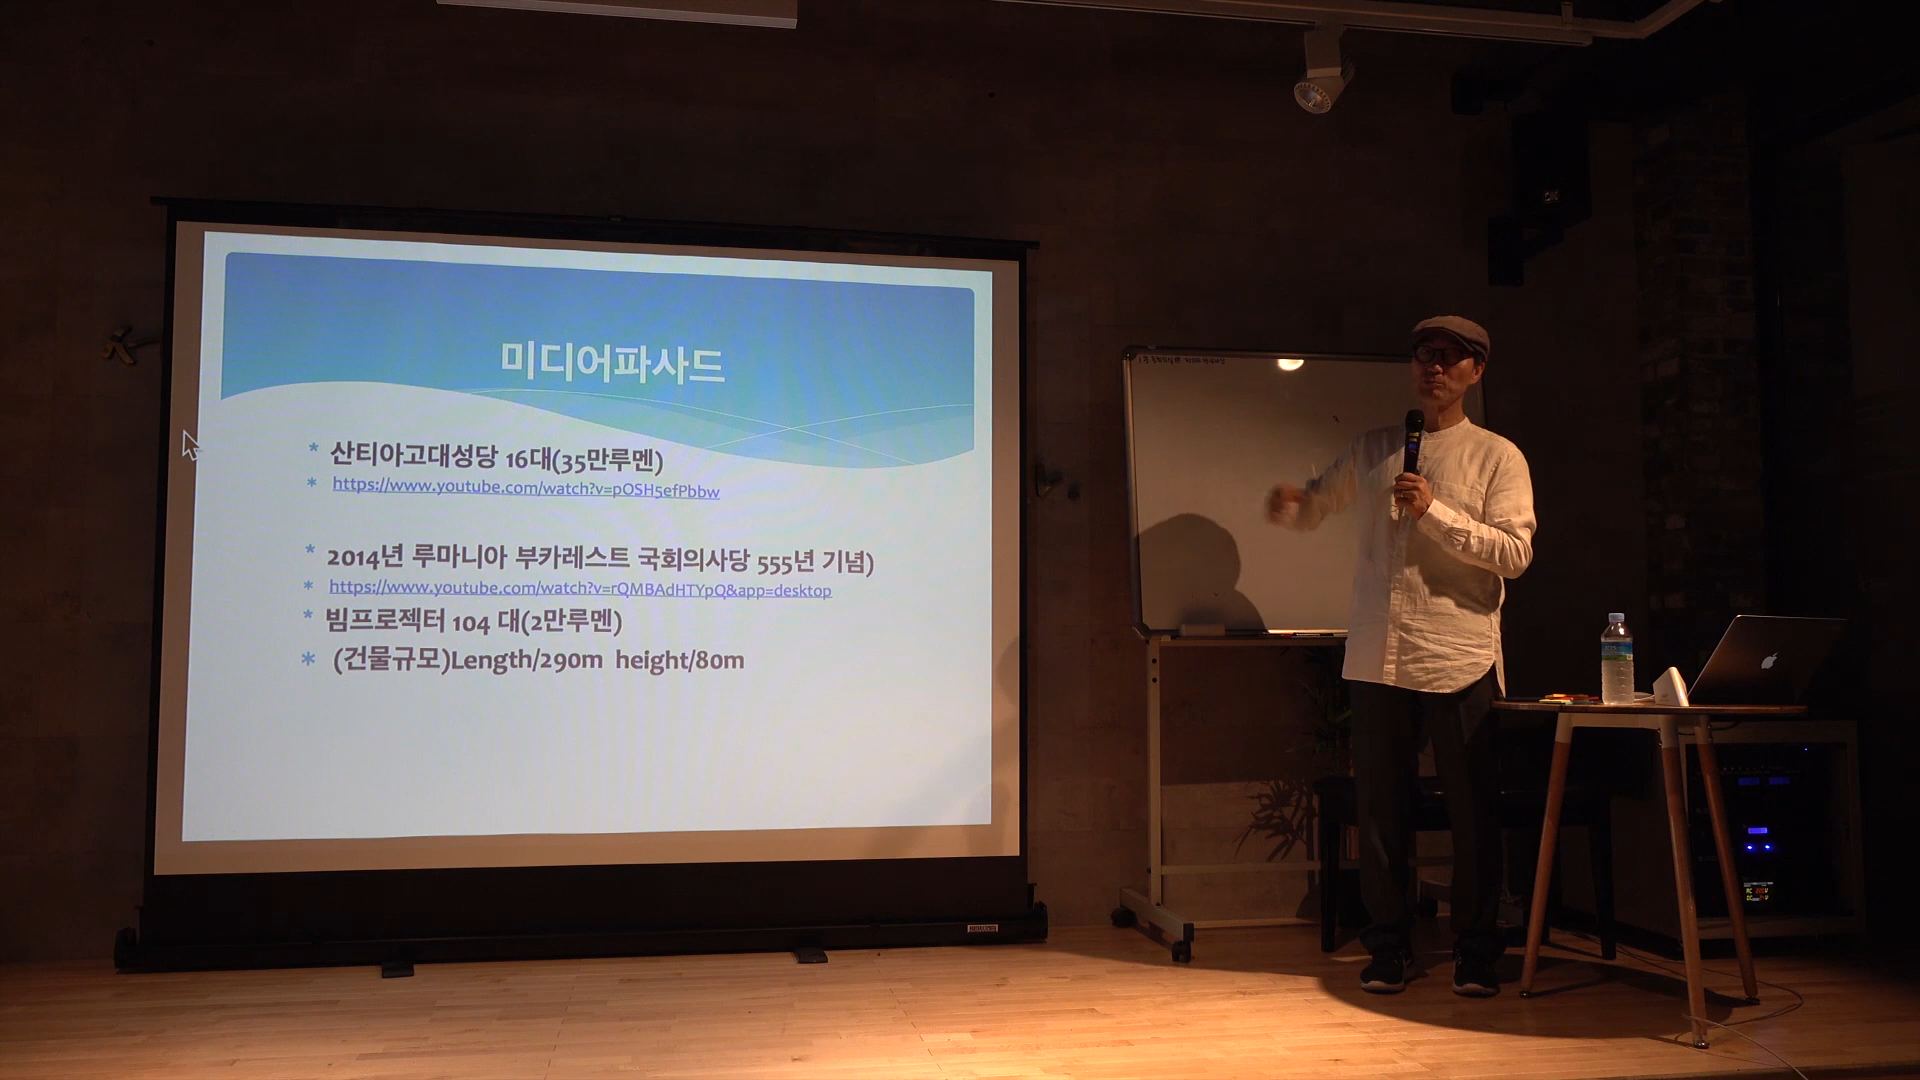 미디어파사드
* 산티아고대성당 16대(35만루멘)
* https://www.youtube.com/watch?v=pOSH5efPbbw
* 2014년 루마니아 부카레스트 국회의사당 555년 기념)
* https://www.youtube.com/watch?v=rQMBAdHTYpQ&app=desktop
* 빔프로젝터 104 대(2만루멘)
* (건물규모)Length/290m height/80m